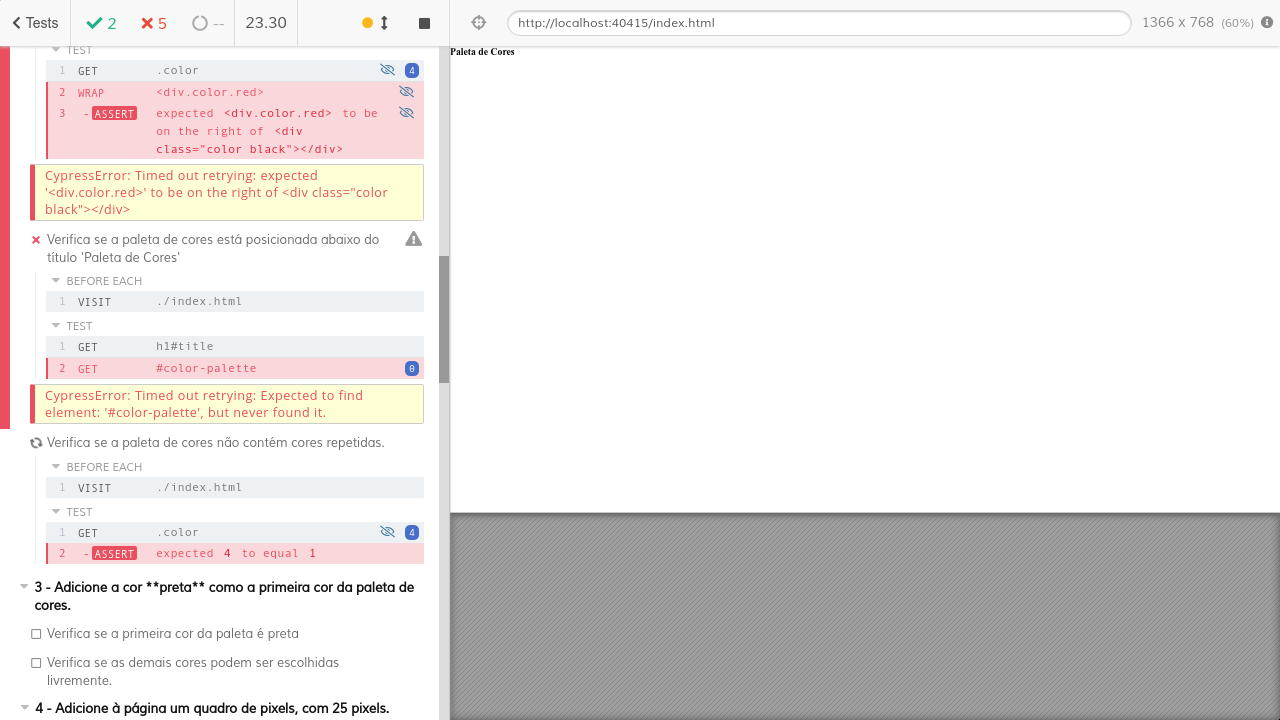 Tests 2 5 -- 23.30 http://localhost:40415/index.html 1366 x 768 (60%)
TEST
1 GET .color 4
2 WRAP <div.color.red>
3 - ASSERT expected <div.color.red> to be
on the right of <div
class="color black"></div>
CypressError: Timed out retrying: expected
'<div.color.red>' to be on the right of <div class="color
black"></div>
Verifica se a paleta de cores está posicionada abaixo do
título 'Paleta de Cores'
BEFORE EACH
1 VISIT ./index.html
TEST
1 GET h1#title
2 GET #color-palette 0
CypressError: Timed out retrying: Expected to find
element: '#color-palette', but never found it.
Verifica se a paleta de cores não contém cores repetidas.
BEFORE EACH
1 VISIT ./index.html
TEST
1 GET .color 4
2 - ASSERT expected 4 to equal 1
3 - Adicione a cor **preta** como a primeira cor da paleta de
cores.
Verifica se a primeira cor da paleta é preta
Verifica se as demais cores podem ser escolhidas
livremente.
4 - Adicione à página um quadro de pixels, com 25 pixels.
Paleta de Cores